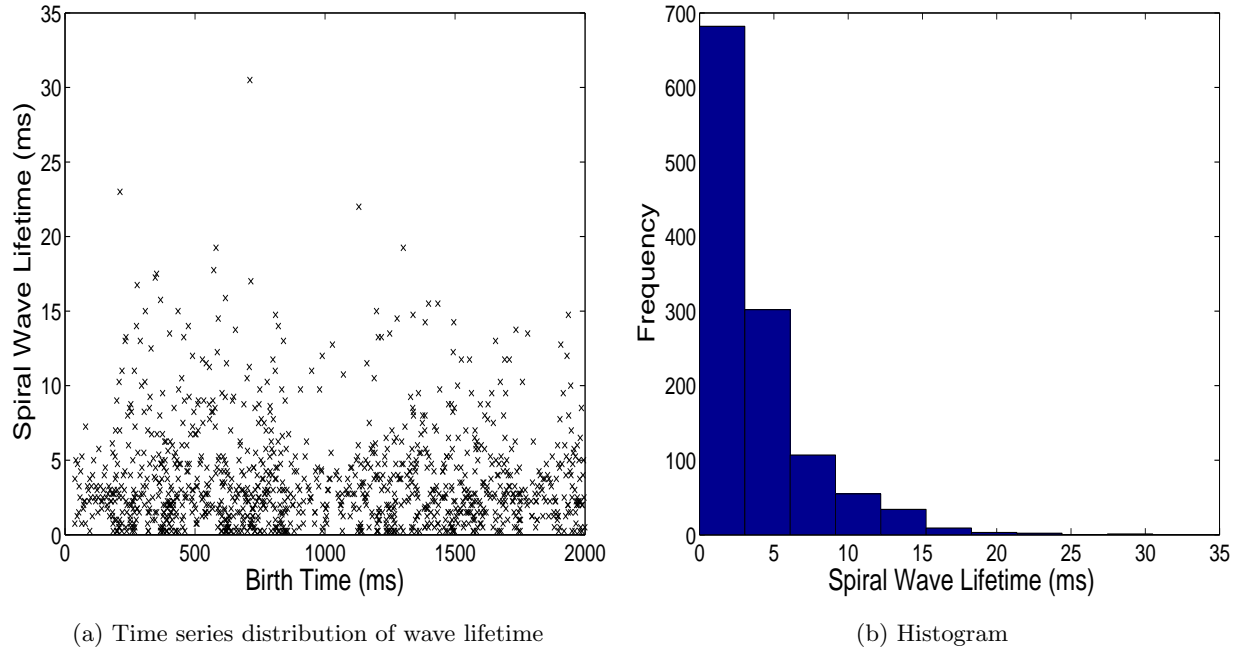 35
30
25
20
15
10
5
0
Spiral Wave Lifetime (ms)
0 500 1000 1500 2000
Birth Time (ms)
(a) Time series distribution of wave lifetime
700
600
500
400
300
200
100
0
Frequency
0 5 10 15 20 25 30 35
Spiral Wave Lifetime (ms)
(b) Histogram